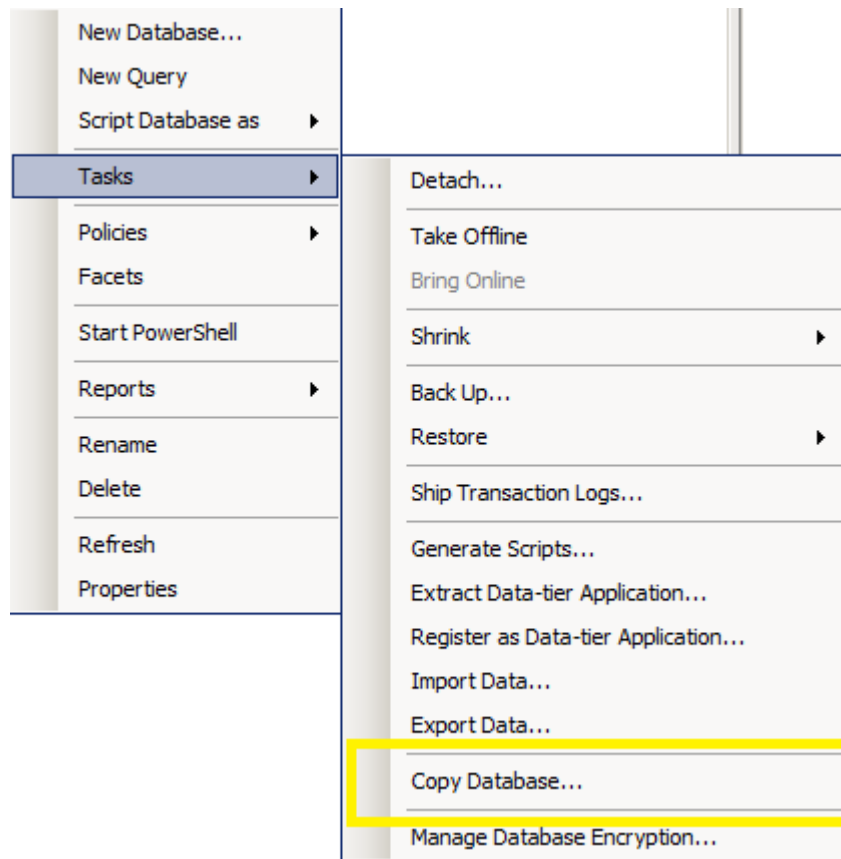 New Database...
New Query
Script Database as
Tasks
Policies
Facets
Start PowerShell
Reports
Rename
Delete
Refresh
Properties
Detach...
Take Offline
Bring Online
Shrink
Back Up...
Restore
Ship Transaction Logs...
Generate Scripts...
Extract Data-tier Application...
Register as Data-tier Application...
Import Data...
Export Data...
Copy Database...
Manage Database Encryption...